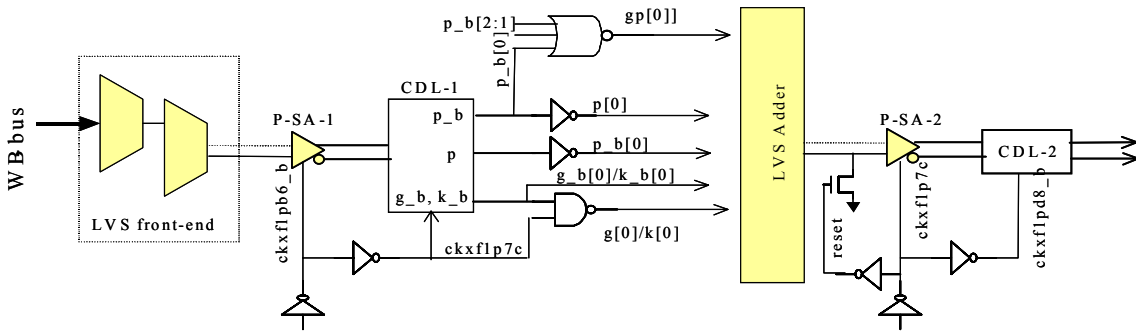 p_b[2:1]
gp[0]]
p_b[0]
CDL-1
P-SA-1
WB bus
p_b
p[0]
p
p_b[0]
g_b, k_b
g_b[0]/k_b[0]
g[0]/k[0]
LVS front-end
ckxf1pb6_b
ckxf1p7c
LVS Adder
P-SA-2
CDL-2
reset
ckxf1p7c
ckxf1pd8_b